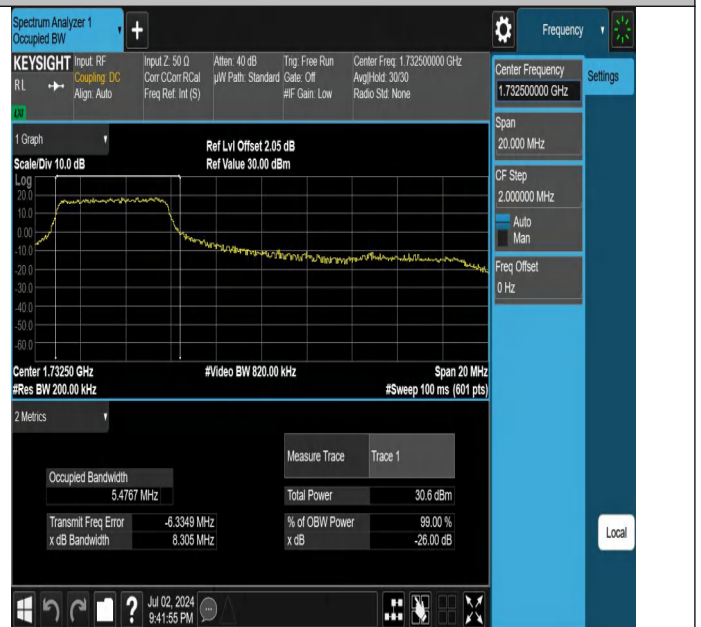 Spectrum Analyzer 1
Occupied BW
+
Frequency
KEYSIGHT
RL
Input: RF
Coupling: DC
Align: Auto
Input Z: 50 Ω
Corr CCorr RCal
Freq Ref: Int (S)
Atten: 40 dB
µW Path: Standard
Trig: Free Run
Gate: Off
#IF Gain: Low
Center Freq: 1.732500000 GHz
Avg|Hold: 30/30
Radio Std: None
Center Frequency
1.732500000 GHz
Settings
Span
20.000 MHz
CF Step
2.000000 MHz
Auto
Man
Freq Offset
0 Hz
Local
1 Graph
Scale/Div 10.0 dB
Ref Lvl Offset 2.05 dB
Ref Value 30.00 dBm
Log
20.0
10.0
0.00
-10.0
-20.0
-30.0
-40.0
-50.0
-60.0
Center 1.73250 GHz
#Res BW 200.00 kHz
#Video BW 820.00 kHz
Span 20 MHz
#Sweep 100 ms (601 pts)
2 Metrics
Measure Trace Trace 1
Occupied Bandwidth
5.4767 MHz
Total Power 30.6 dBm
Transmit Freq Error -6.3349 MHz
% of OBW Power 99.00 %
x dB Bandwidth 8.305 MHz
x dB -26.00 dB
?
Jul 02, 2024
9:41:55 PM